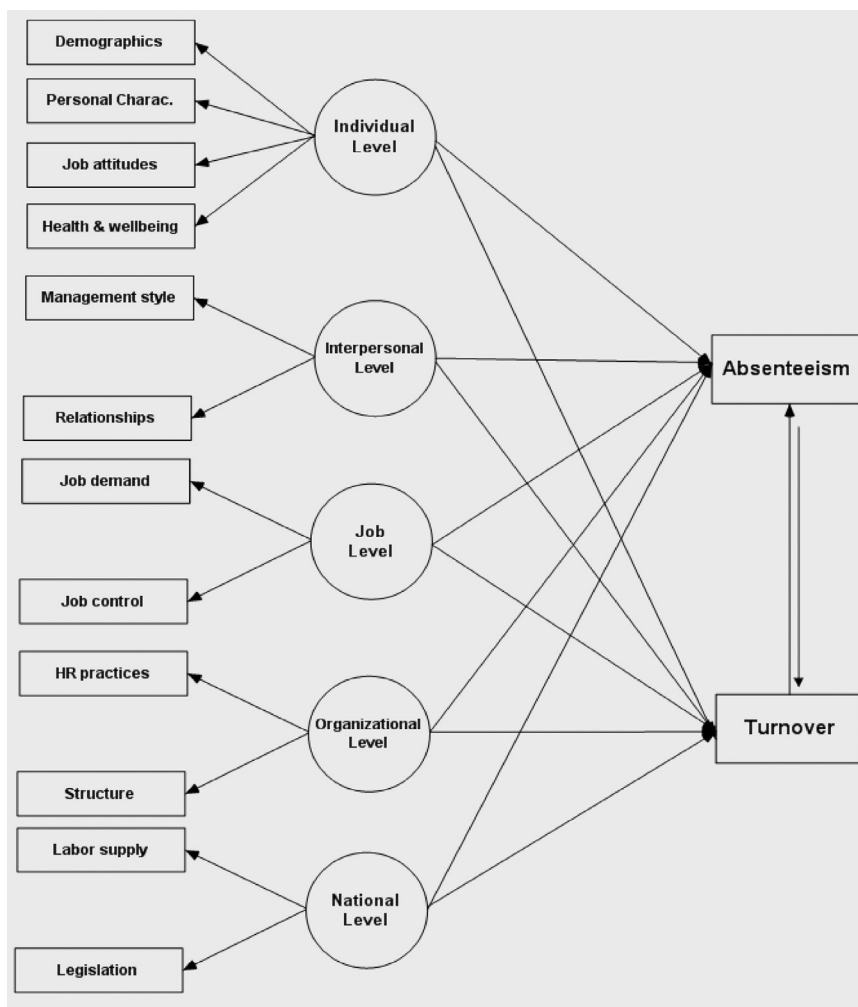 Demographics
Personal Charac.
Job attitudes
Health & wellbeing
Individual
Level
Management style
Relationships
Interpersonal
Level
Absenteeism
Job demand
Job control
Job
Level
HR practices
Structure
Organizational
Level
Turnover
Labor supply
Legislation
National
Level